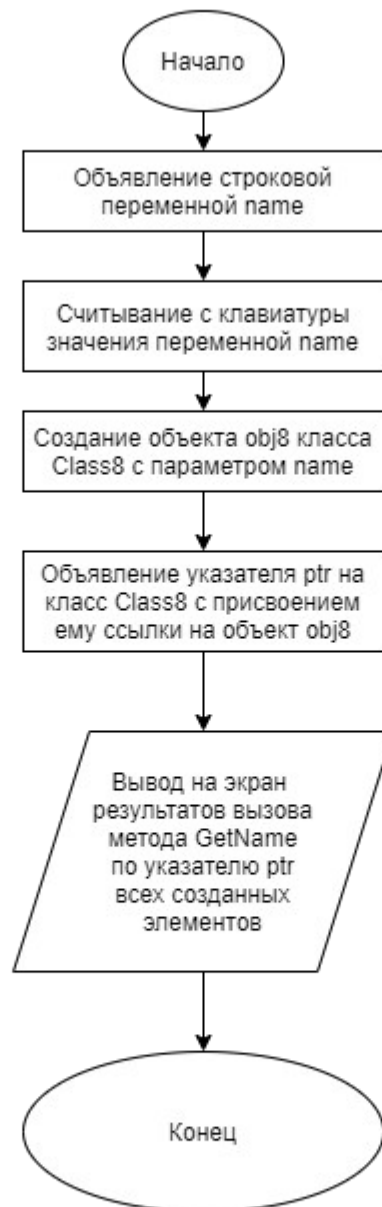 Начало
Объявление строковой
переменной name
Считывание с клавиатуры
значения переменной name
Создание объекта obj8 класса
Class8 с параметром name
Объявление указателя ptr на
класс Class8 с присвоением
ему ссылки на объект obj8
Вывод на экран
результатов вызова
метода GetName
по указателю ptr
всех созданных
элементов
Конец